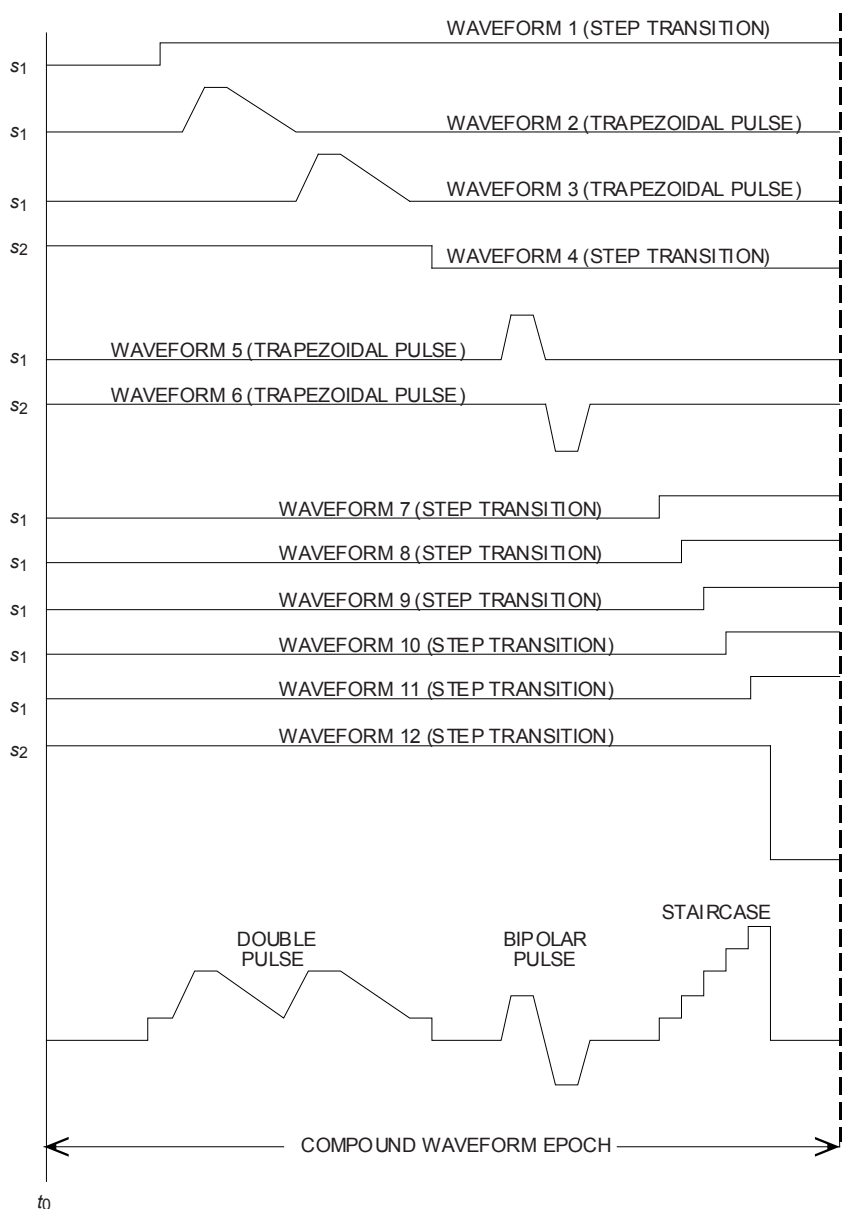 WAVEFORM 1 (STEP TRANSITION)
s1
s1
WAVEFORM 2 (TRAPEZOIDAL PULSE)
s1
WAVEFORM 3 (TRAPEZOIDAL PULSE)
s2
WAVEFORM 4 (STEP TRANSITION)
s1
WAVEFORM 5 (TRAPEZOIDAL PULSE)
s2
WAVEFORM 6 (TRAPEZOIDAL PULSE)
s1
WAVEFORM 7 (STEP TRANSITION)
s1
WAVEFORM 8 (STEP TRANSITION)
s1
WAVEFORM 9 (STEP TRANSITION)
s1
WAVEFORM 10 (STEP TRANSITION)
s1
WAVEFORM 11 (STEP TRANSITION)
s2
WAVEFORM 12 (STEP TRANSITION)
DOUBLE
PULSE
BIPOLAR
PULSE
STAIRCASE
COMPOUND WAVEFORM EPOCH
t0